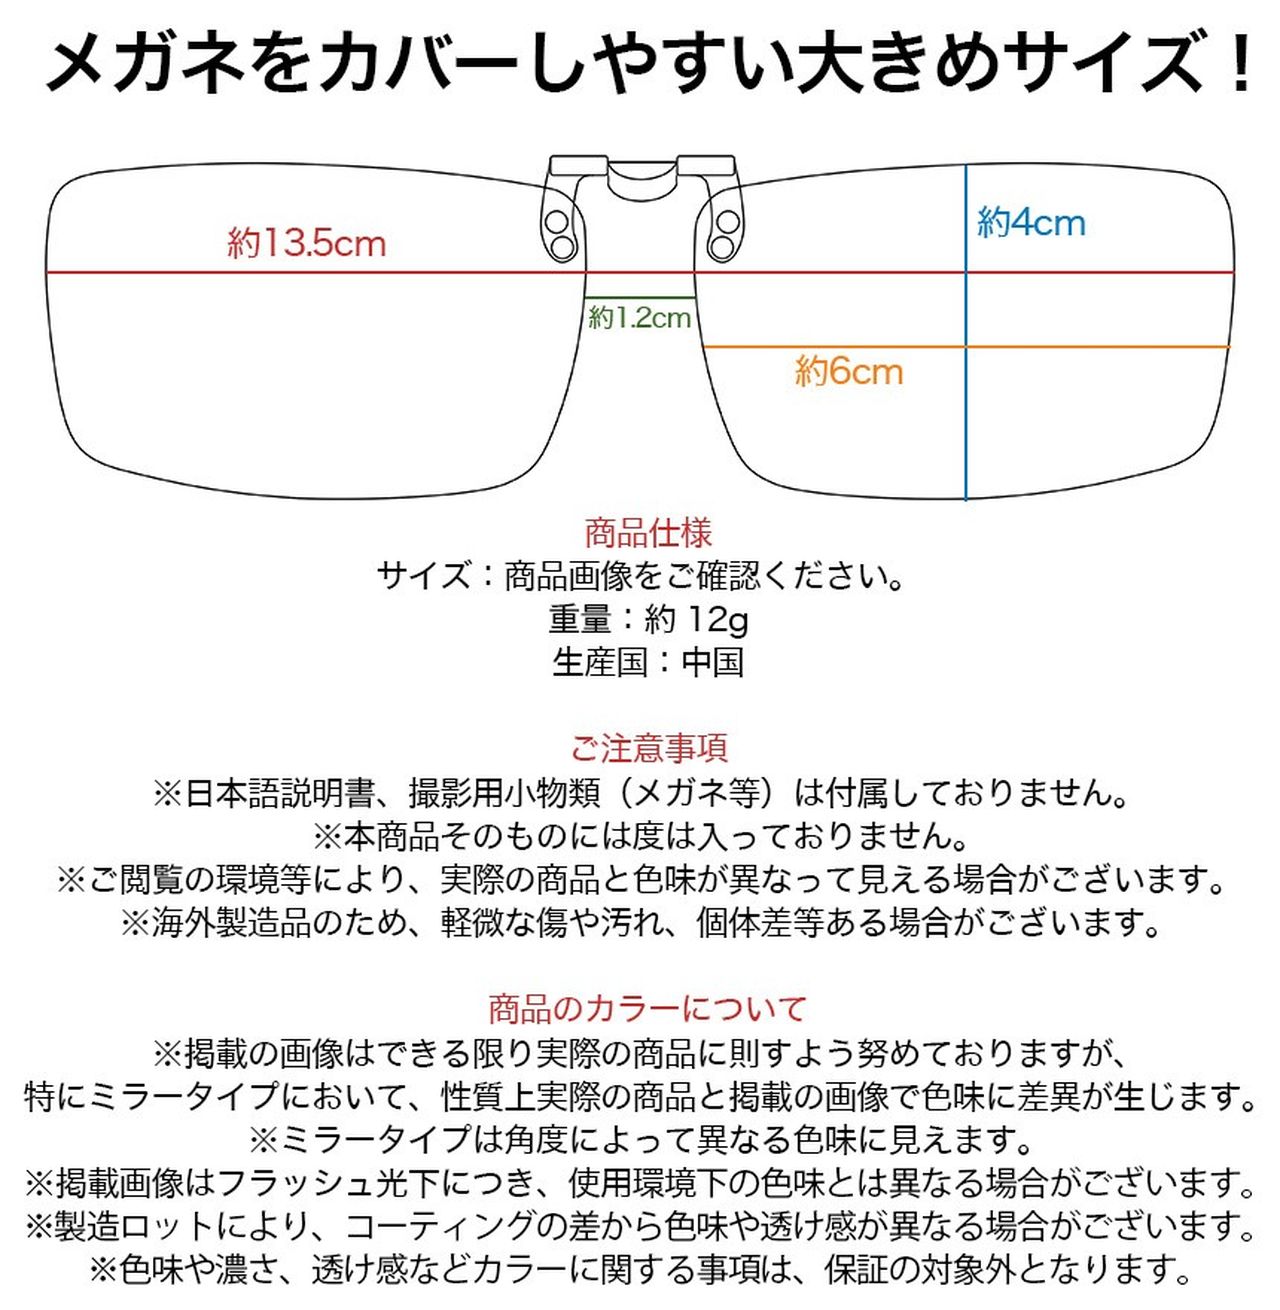 メガネをカバーしやすい大きめサイズ！
約13.5cm
約4cm
約1.2cm
約6cm
商品仕様
サイズ：商品画像をご確認ください。
重量：約 12g
生産国：中国
ご注意事項
※日本語説明書、撮影用小物類（メガネ等）は付属しておりません。
※本商品そのものには度は入っておりません。
※ご閲覧の環境等により、実際の商品と色味が異なって見える場合がございます。
※海外製造品のため、軽微な傷や汚れ、個体差等ある場合がございます。
商品のカラーについて
※掲載の画像はできる限り実際の商品に則すよう努めておりますが、
特にミラータイプにおいて、性質上実際の商品と掲載の画像で色味に差異が生じます。
※ミラータイプは角度によって異なる色味に見えます。
※掲載画像はフラッシュ光下につき、使用環境下の色味とは異なる場合がございます。
※製造ロットにより、コーティングの差から色味や透け感が異なる場合がございます。
※色味や濃さ、透け感などカラーに関する事項は、保証の対象外となります。